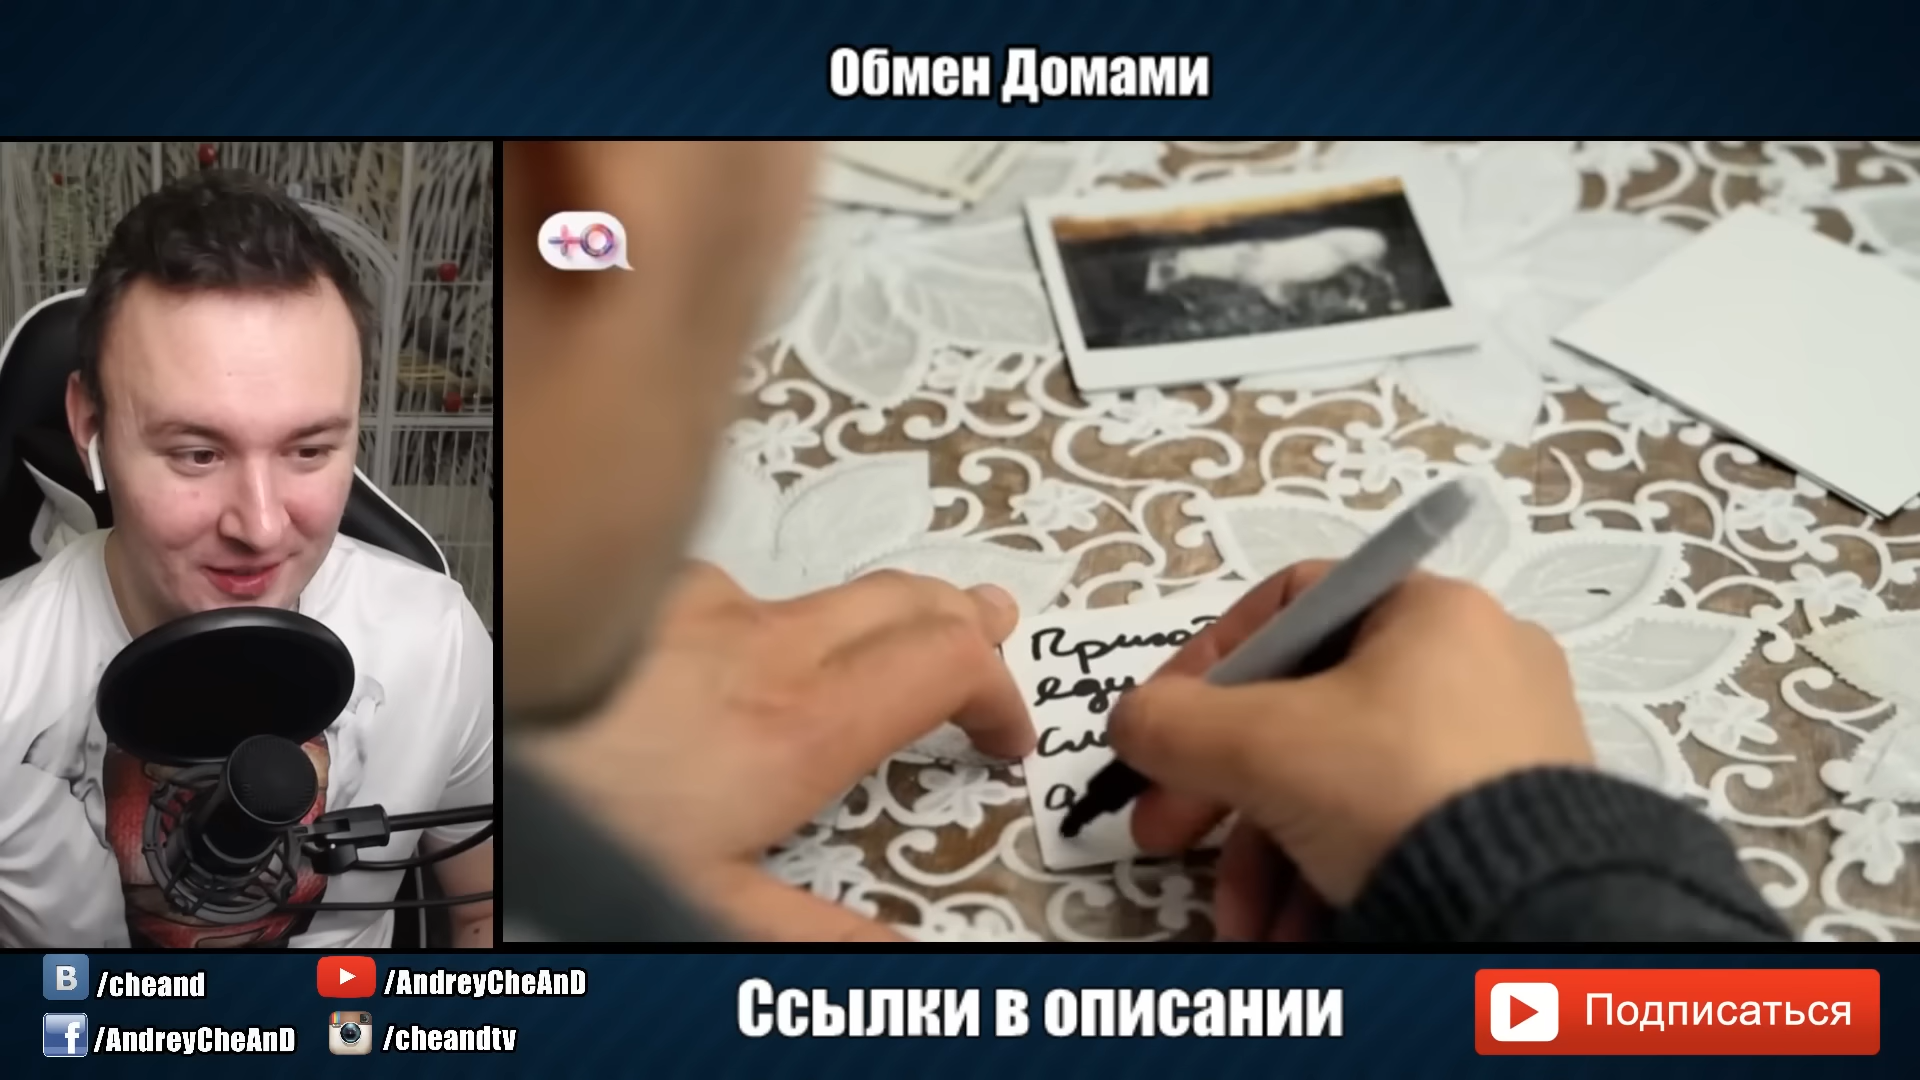 Обмен Домами
Ю
В /cheand
/AndreyCheAnD
f /AndreyCheAnD
/cheandtv
Ссылки в описании
Подписаться